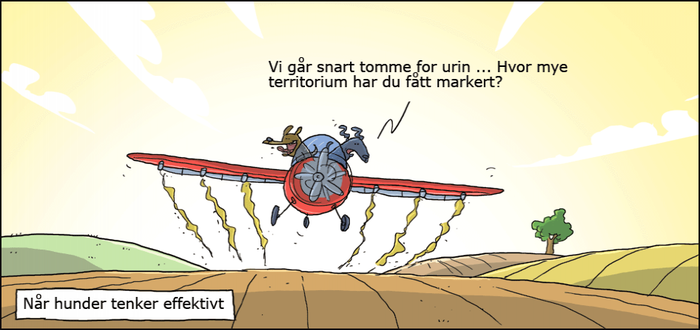 Vi går snart tomme for urin ... Hvor mye
territorium har du fått markert?
Når hunder tenker effektivt